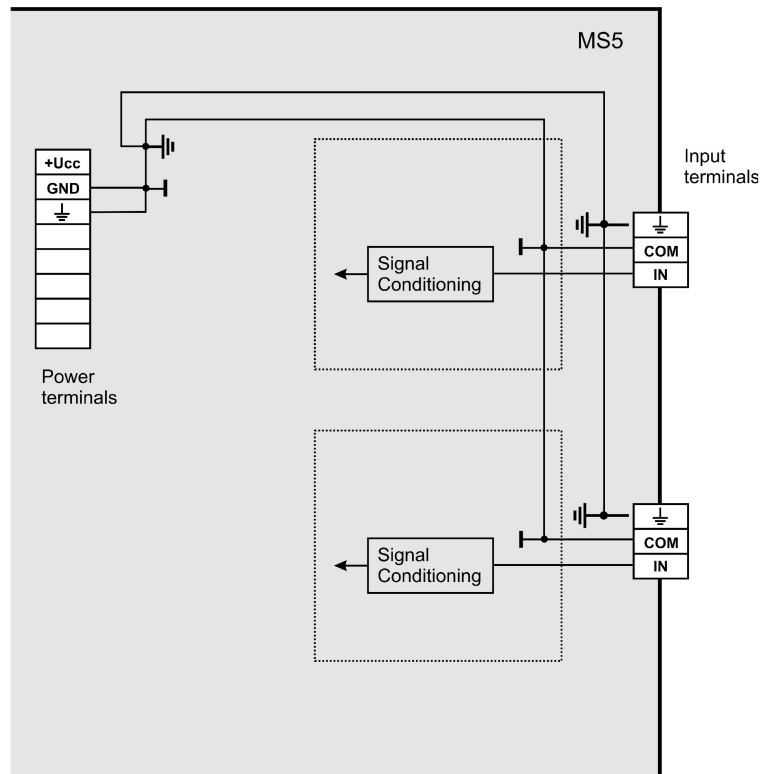 MS5
+Ucc
GND
Power
terminals
Input
terminals
COM
IN
Signal
Conditioning
COM
IN
Signal
Conditioning